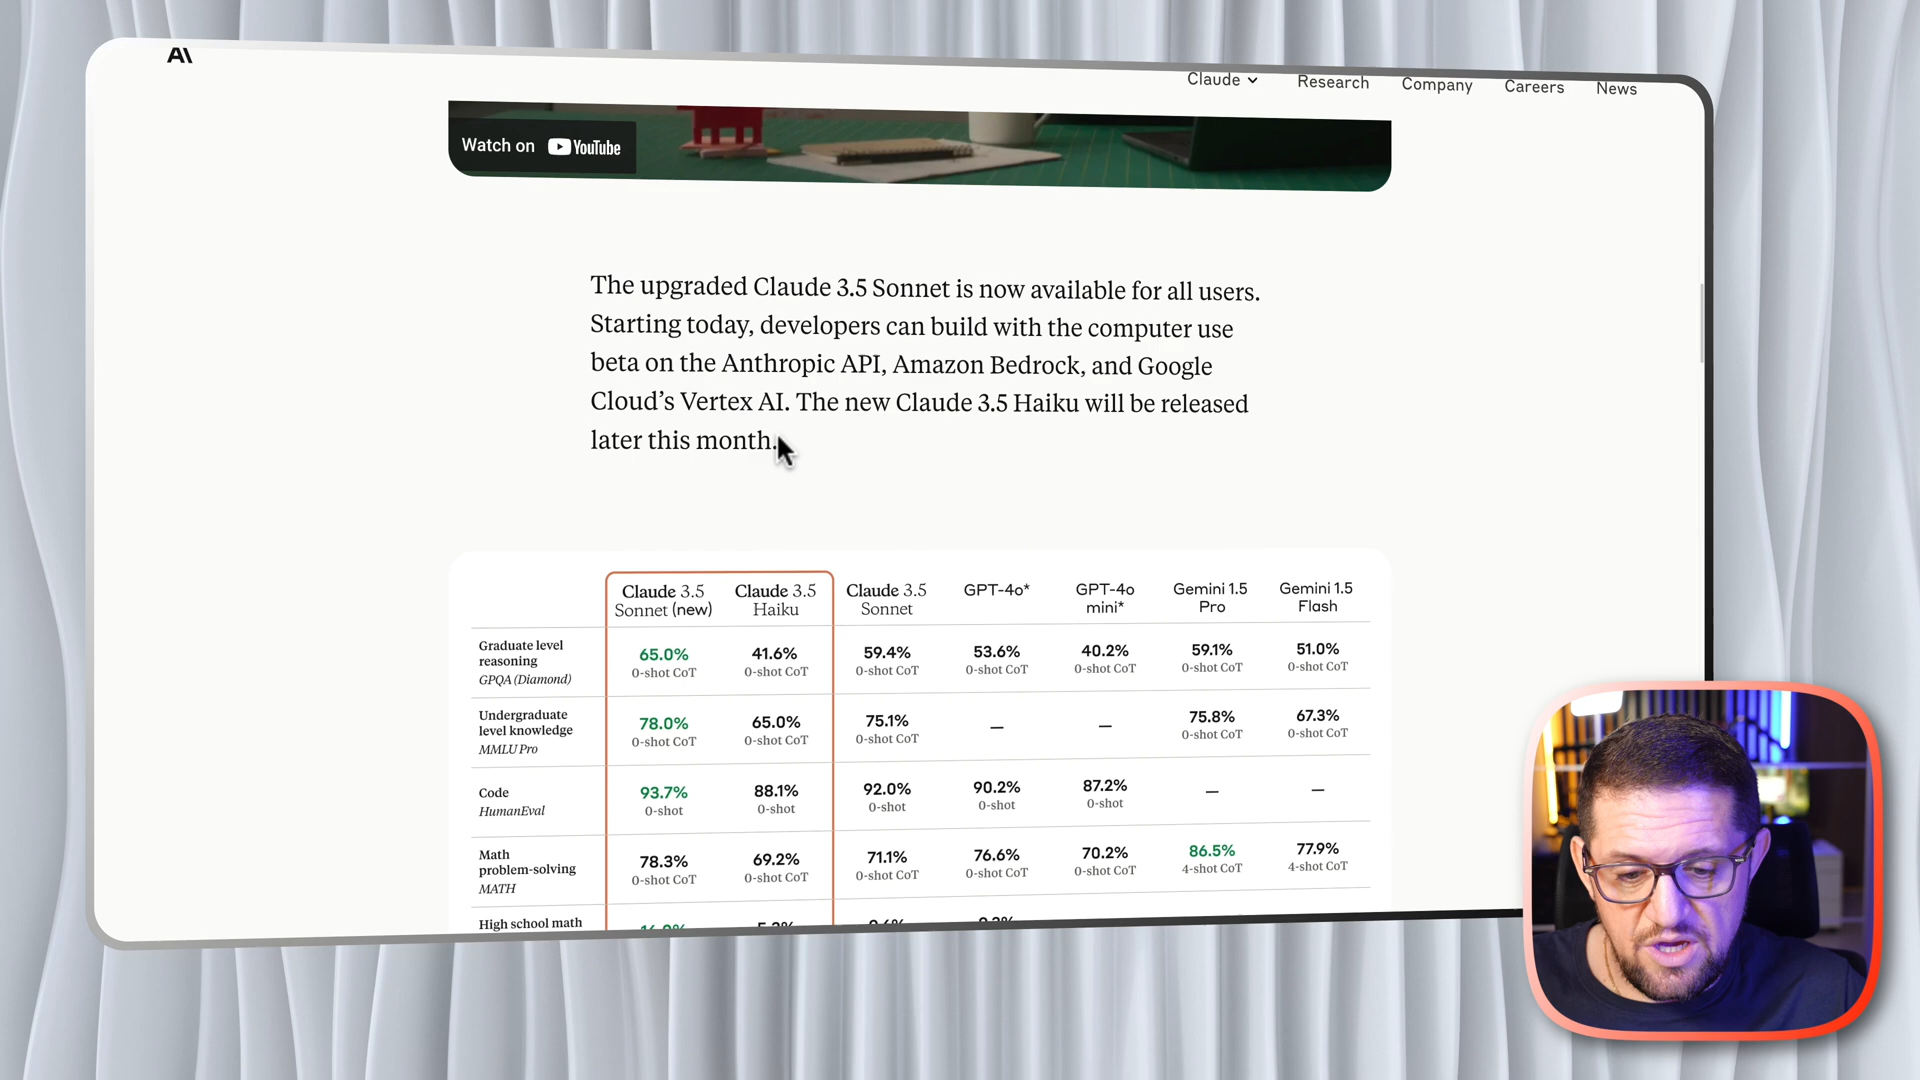 A\
Claude
Research
Company
Careers
News
Watch on YouTube
The upgraded Claude 3.5 Sonnet is now available for all users.
Starting today, developers can build with the computer use
beta on the Anthropic API, Amazon Bedrock, and Google
Cloud’s Vertex AI. The new Claude 3.5 Haiku will be released
later this month.
Claude 3.5 Sonnet (new)
Claude 3.5 Haiku
Claude 3.5 Sonnet
GPT-4o*
GPT-4o mini*
Gemini 1.5 Pro
Gemini 1.5 Flash
Graduate level
reasoning
GPQA (Diamond)
65.0% 41.6% 59.4% 53.6% 40.2% 59.1% 51.0%
0-shot CoT 0-shot CoT 0-shot CoT 0-shot CoT 0-shot CoT 0-shot CoT 0-shot CoT
Undergraduate
level knowledge
MMLU Pro
78.0% 65.0% 75.1% — — 75.8% 67.3%
0-shot CoT 0-shot CoT 0-shot CoT 0-shot CoT 0-shot CoT
Code
HumanEval
93.7% 88.1% 92.0% 90.2% 87.2% — —
0-shot 0-shot 0-shot 0-shot 0-shot
Math
problem-solving
MATH
78.3% 69.2% 71.1% 76.6% 70.2% 86.5% 77.9%
0-shot CoT 0-shot CoT 0-shot CoT 0-shot CoT 0-shot CoT 4-shot CoT 4-shot CoT
High school math